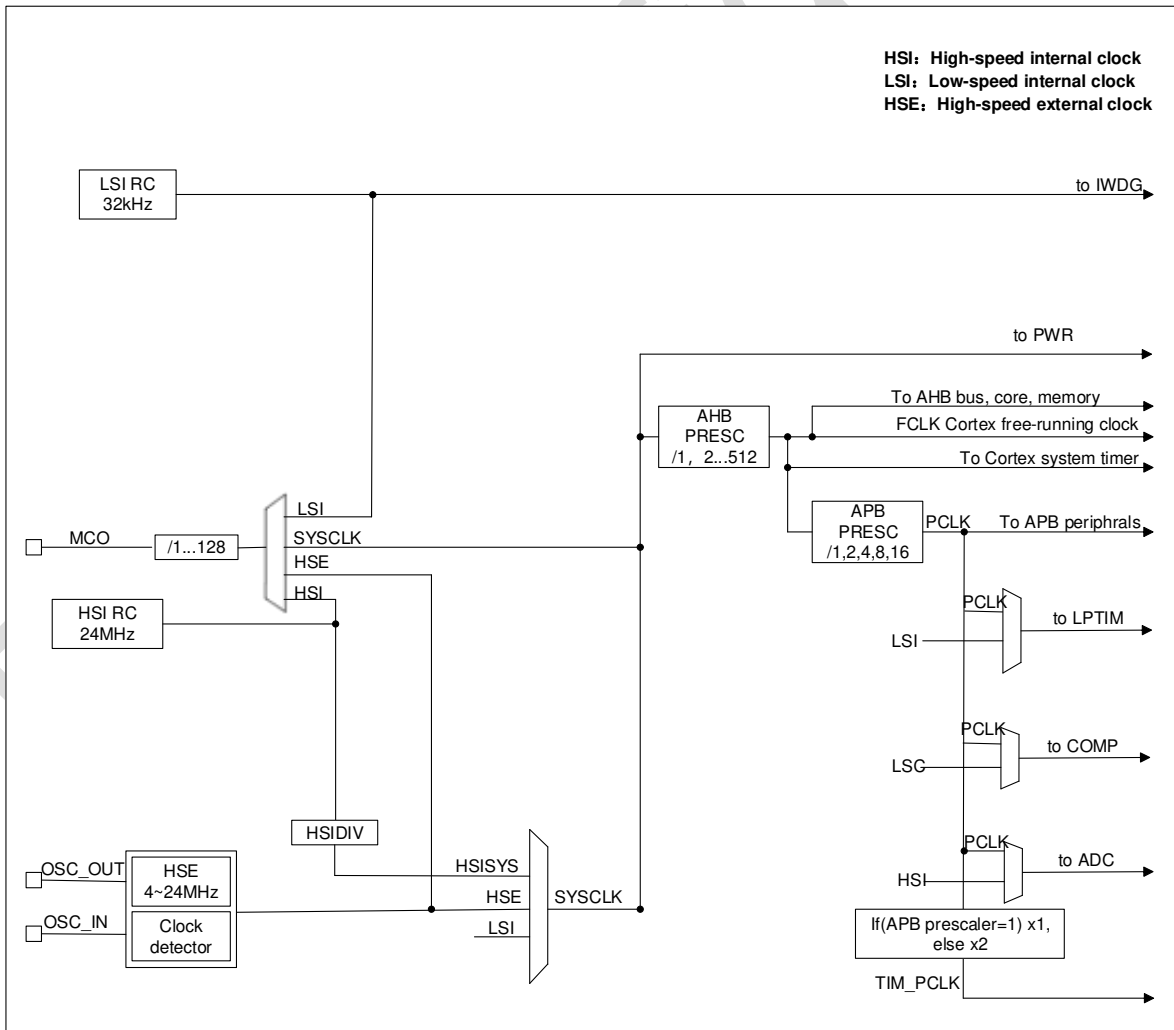 HSI：High-speed internal clock
LSI：Low-speed internal clock
HSE：High-speed external clock
LSI RC
32kHz
to IWDG
to PWR
AHB
PRESC
/1，2...512
To AHB bus, core, memory
FCLK Cortex free-running clock
To Cortex system timer
APB
PRESC
/1,2,4,8,16
PCLK
To APB periphrals
LSI
MCO
/1...128
SYSCLK
HSE
HSI
HSI RC
24MHz
PCLK
LSI
to LPTIM
PCLK
LSC
to COMP
HSIDIV
OSC_OUT
HSE
4~24MHz
OSC_IN
Clock
detector
HSISYS
HSE
LSI
SYSCLK
PCLK
HSI
to ADC
If(APB prescaler=1) x1,
else x2
TIM_PCLK